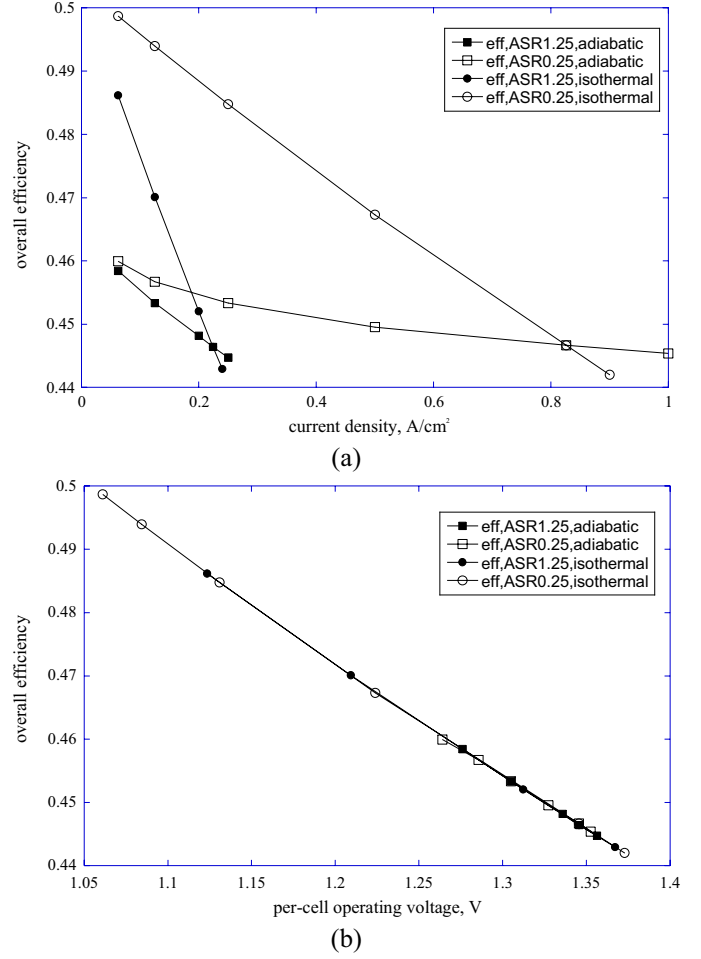 0.5
0.49
0.48
0.47
0.46
0.45
0.44
overall efficiency
eff,ASR1.25,adiabatic
eff,ASR0.25,adiabatic
eff,ASR1.25,isothermal
eff,ASR0.25,isothermal
0 0.2 0.4 0.6 0.8 1
current density, A/cm²
(a)
0.5
0.49
0.48
0.47
0.46
0.45
0.44
overall efficiency
eff,ASR1.25,adiabatic
eff,ASR0.25,adiabatic
eff,ASR1.25,isothermal
eff,ASR0.25,isothermal
1.05 1.1 1.15 1.2 1.25 1.3 1.35 1.4
per-cell operating voltage, V
(b)